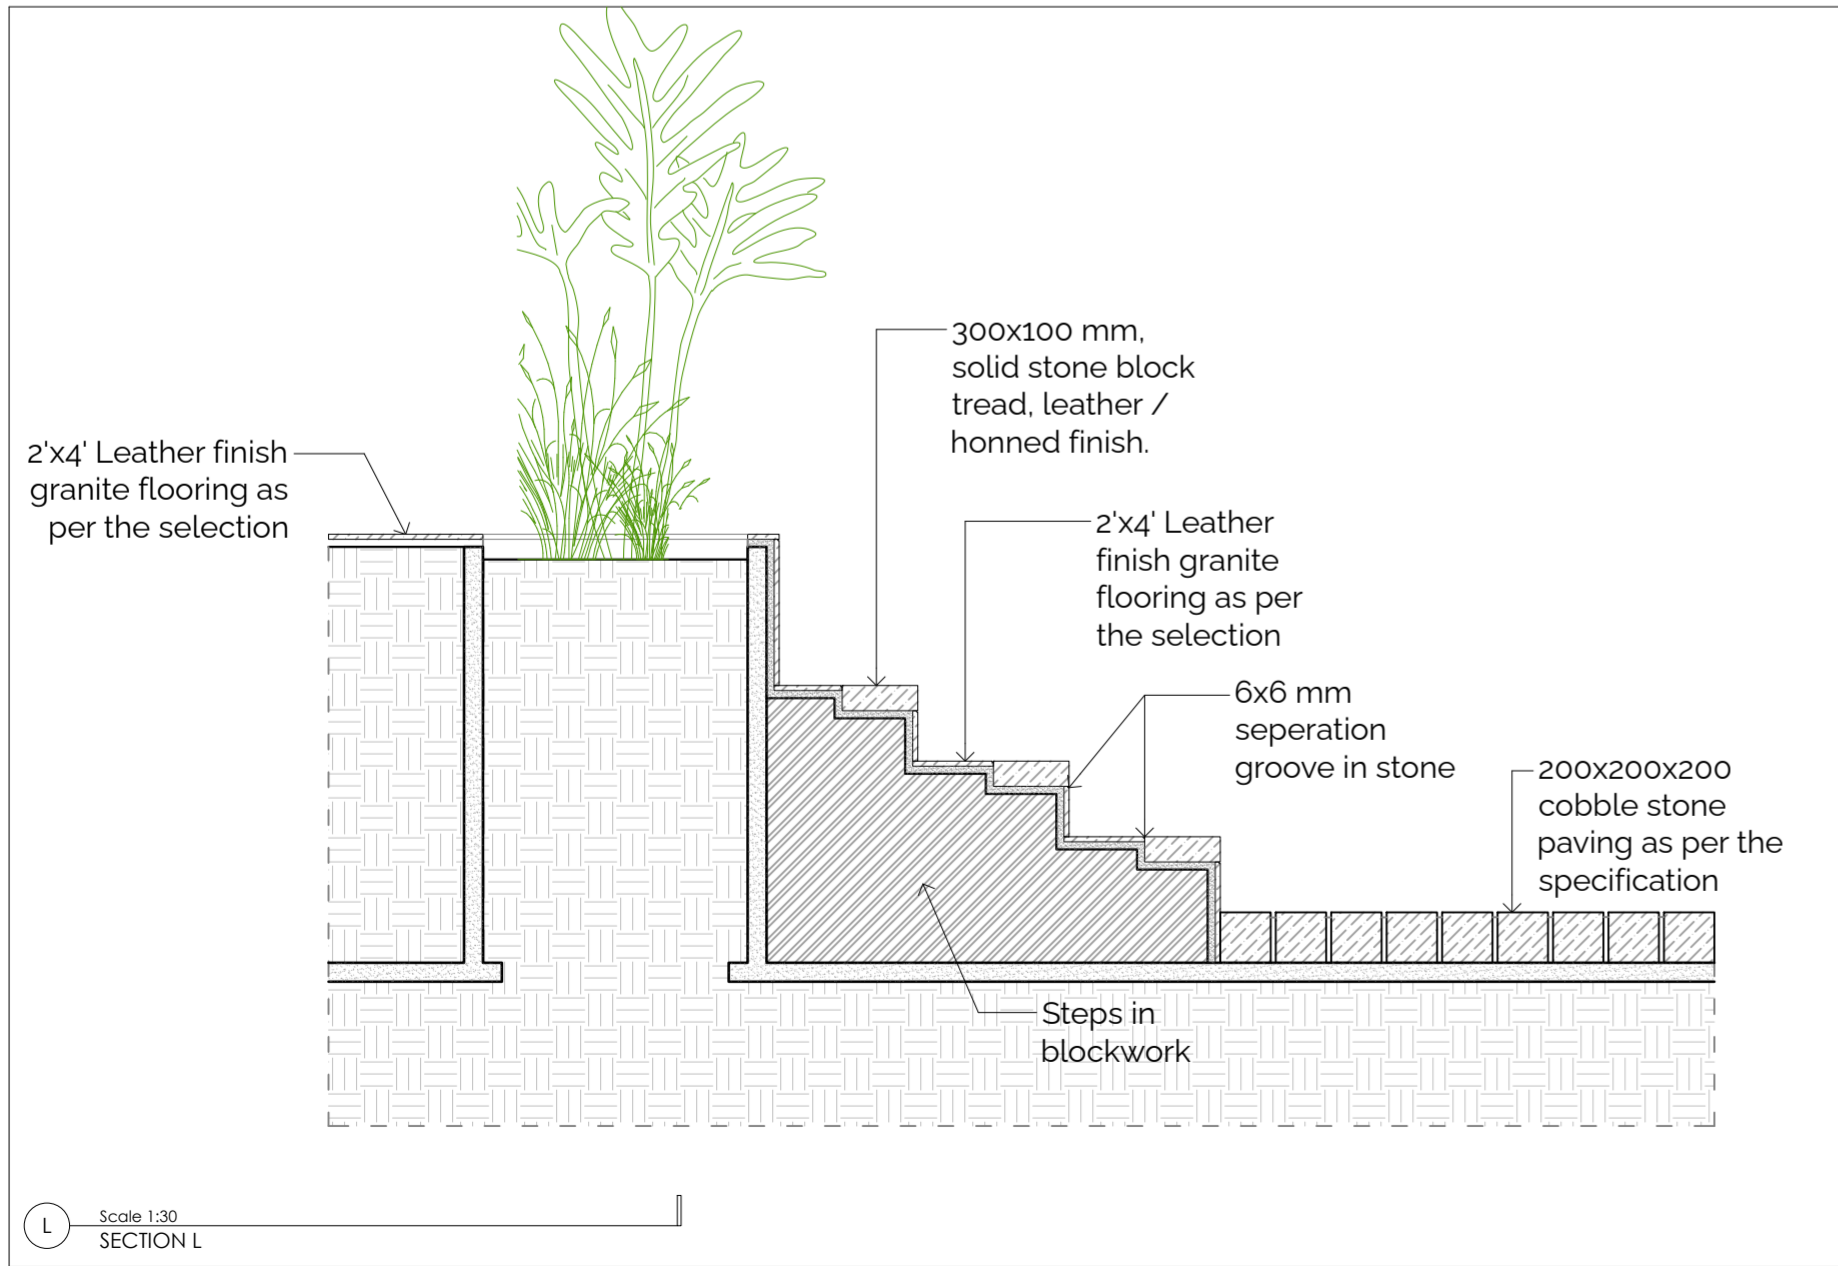 2'x4' Leather finish
granite flooring as
per the selection
300x100 mm,
solid stone block
tread, leather /
honned finish.
2'x4' Leather
finish granite
flooring as per
the selection
6x6 mm
seperation
groove in stone
200x200x200
cobble stone
paving as per the
specification
Steps in
blockwork
L
Scale 1:30
SECTION L